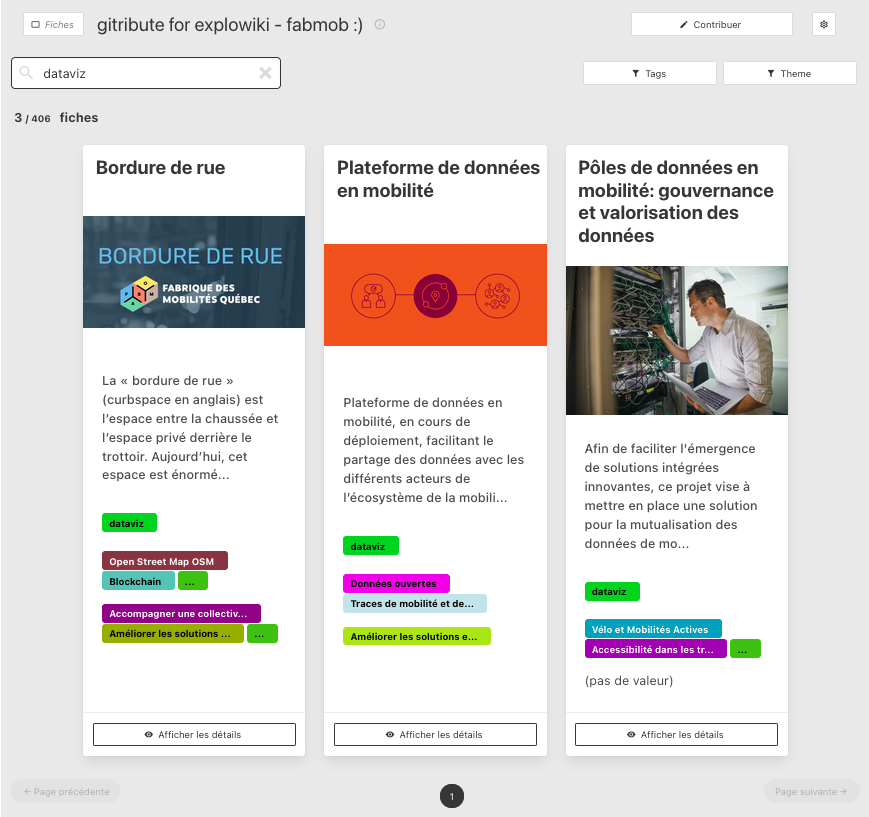 Fiches
gitribute for explowiki - fabmob :)
Contribuer
dataviz
Tags
Theme
3 / 406 fiches
Bordure de rue
BORDURE DE RUE
FABRIQUE DES
MOBILITÉS QUÉBEC
La « bordure de rue »
(curbspace en anglais) est
l’espace entre la chaussée et
l’espace privé derrière le
trottoir. Aujourd’hui, cet
espace est énormé...
dataviz
Open Street Map OSM
Blockchain
...
Accompagner une collectiv...
Améliorer les solutions ...
...
Afficher les détails
Plateforme de données
en mobilité
Plateforme de données en
mobilité, en cours de
déploiement, facilitant le
partage des données avec les
différents acteurs de
l’écosystème de la mobili...
dataviz
Données ouvertes
Traces de mobilité et de...
Améliorer les solutions e...
Afficher les détails
Pôles de données en
mobilité: gouvernance
et valorisation des
données
Afin de faciliter l'émergence
de solutions intégrées
innovantes, ce projet vise à
mettre en place une solution
pour la mutualisation des
données de mo...
dataviz
Vélo et Mobilités Actives
Accessibilité dans les tr...
...
(pas de valeur)
Afficher les détails
← Page précédente
1
Page suivante →